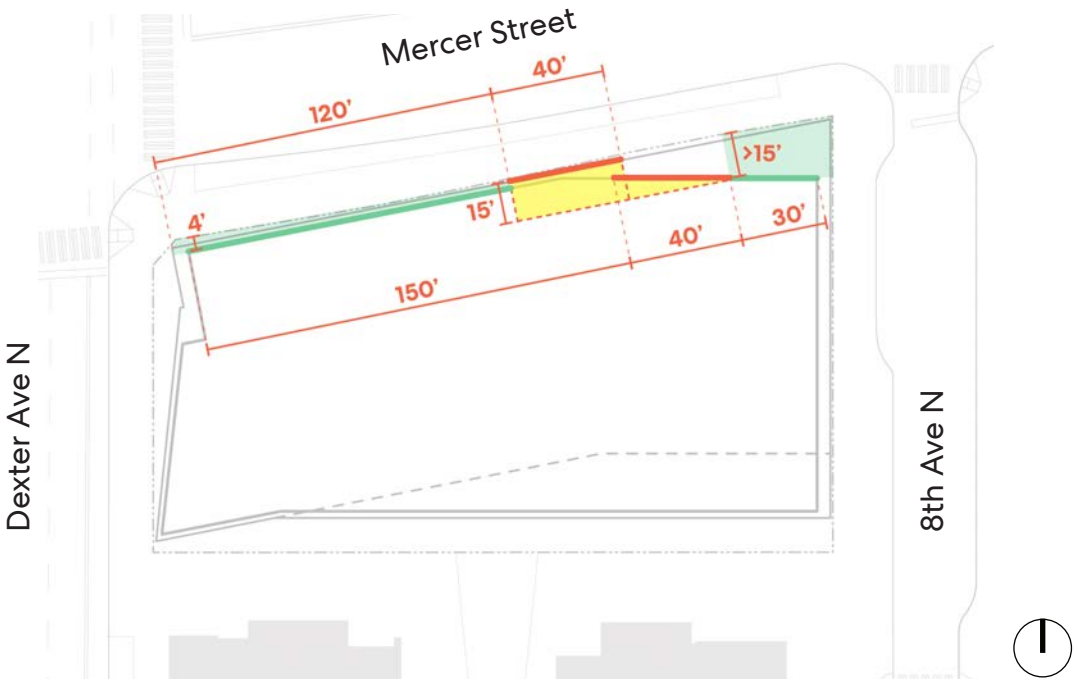 Mercer Street
40’
120’
>15’
4’
15’
30’
40’
150’
Dexter Ave N
8th Ave N